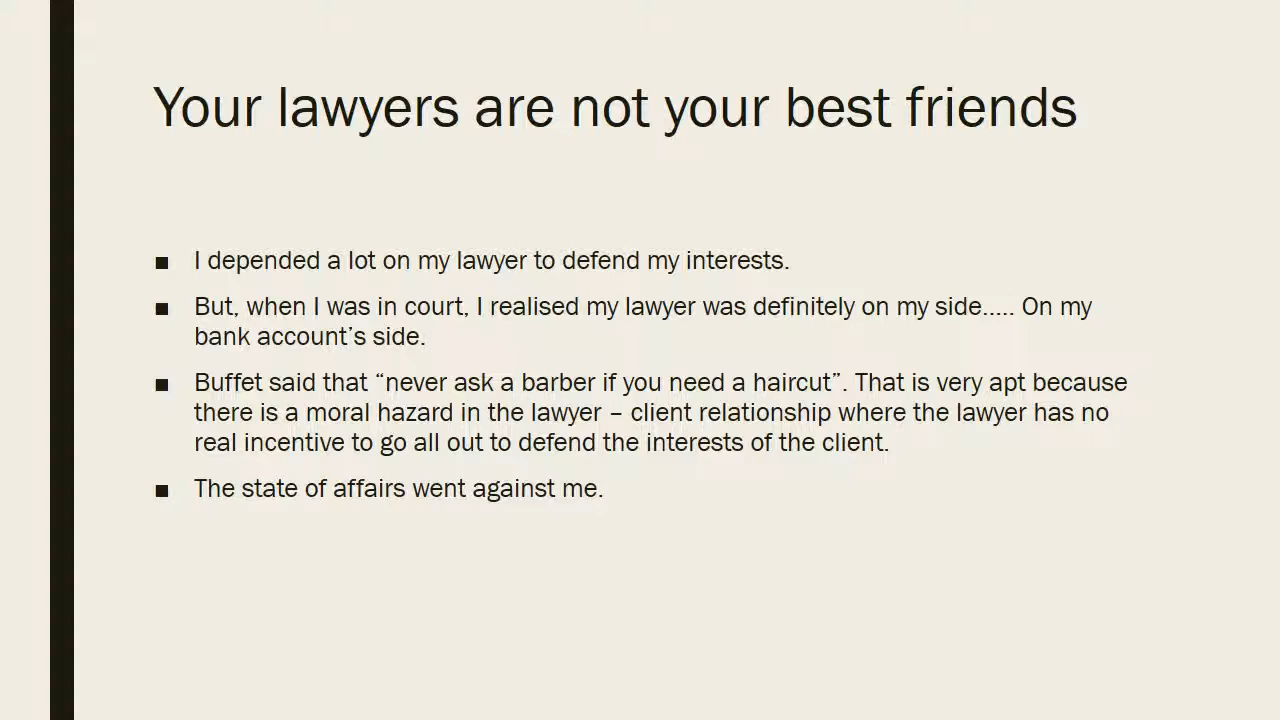 Your lawyers are not your best friends
■ I depended a lot on my lawyer to defend my interests.
■ But, when I was in court, I realised my lawyer was definitely on my side….. On my
bank account’s side.
■ Buffet said that “never ask a barber if you need a haircut”. That is very apt because
there is a moral hazard in the lawyer – client relationship where the lawyer has no
real incentive to go all out to defend the interests of the client.
■ The state of affairs went against me.